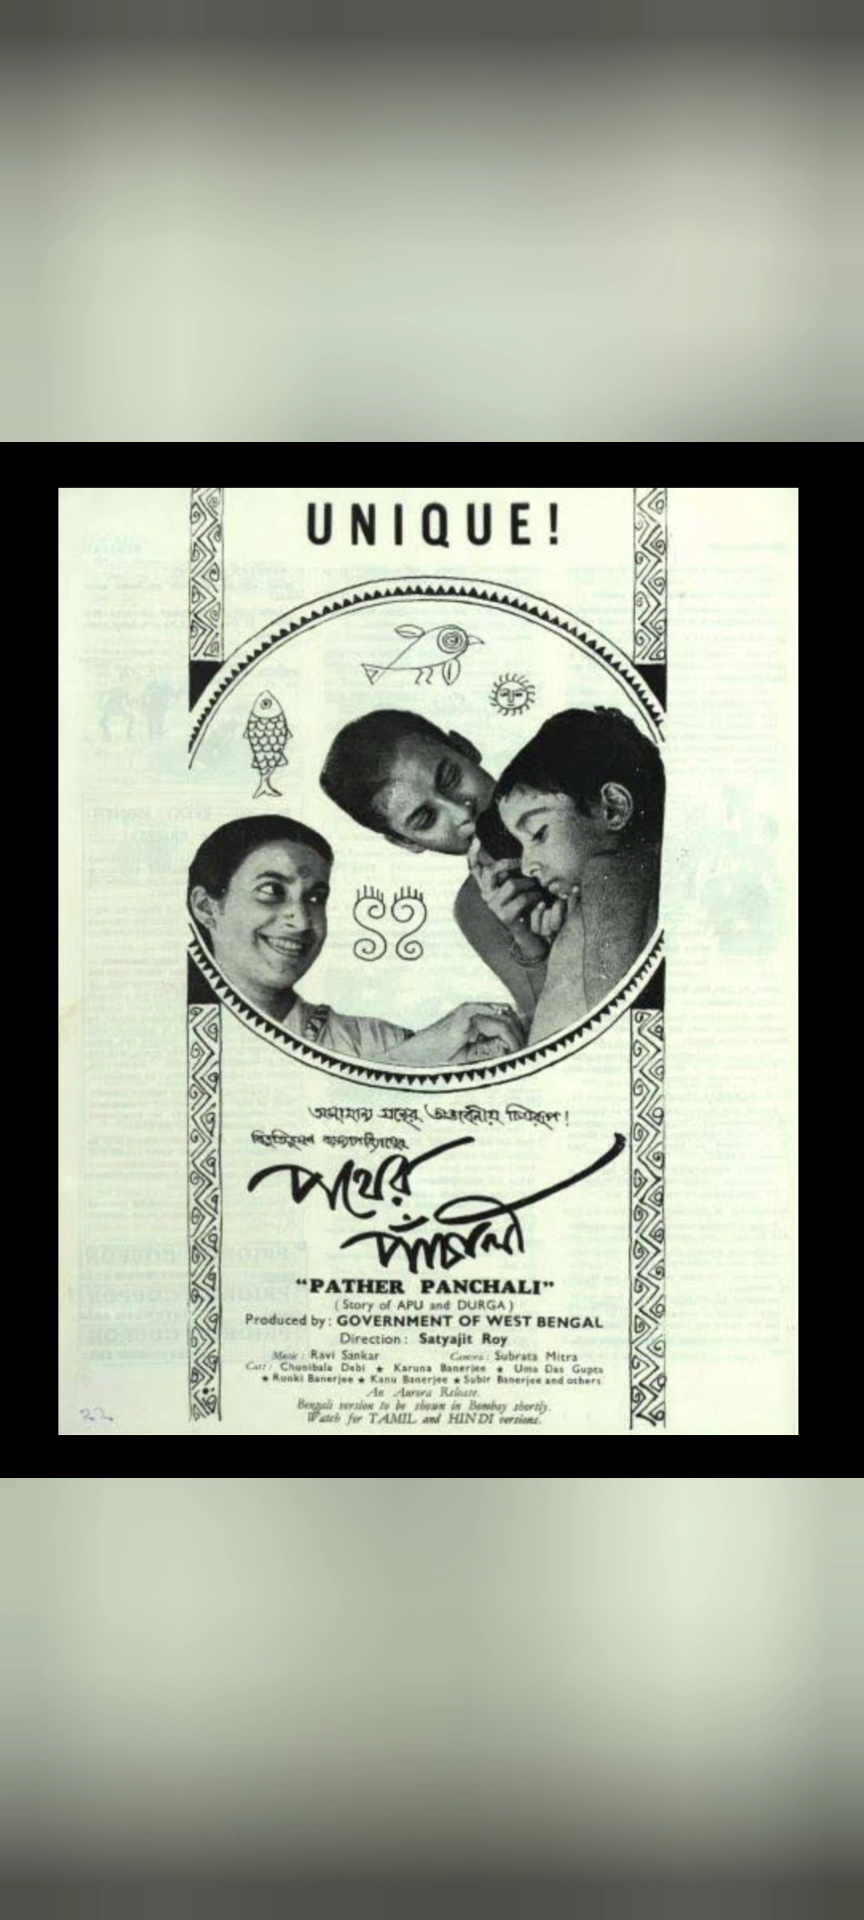 UNIQUE!
অসামান্য গ্রন্থের অভাবনীয় চিত্ররূপ!
বিভূতিভূষণ বন্দ্যোপাধ্যায়ের
পথের
পাঁচালী
"PATHER PANCHALI"
(Story of APU and DURGA)
Produced by: GOVERNMENT OF WEST BENGAL
Direction: Satyajit Roy
Music: Ravi Sankar Camera: Subrata Mitra
Cast: Chunibala Debi ★ Karuna Banerjee ★ Uma Das Gupta
★ Runki Banerjee ★ Kanu Banerjee ★ Subir Banerjee and others.
An Aurora Release.
Bengali version to be shown in Bombay shortly.
Watch for TAMIL and HINDI versions.
22